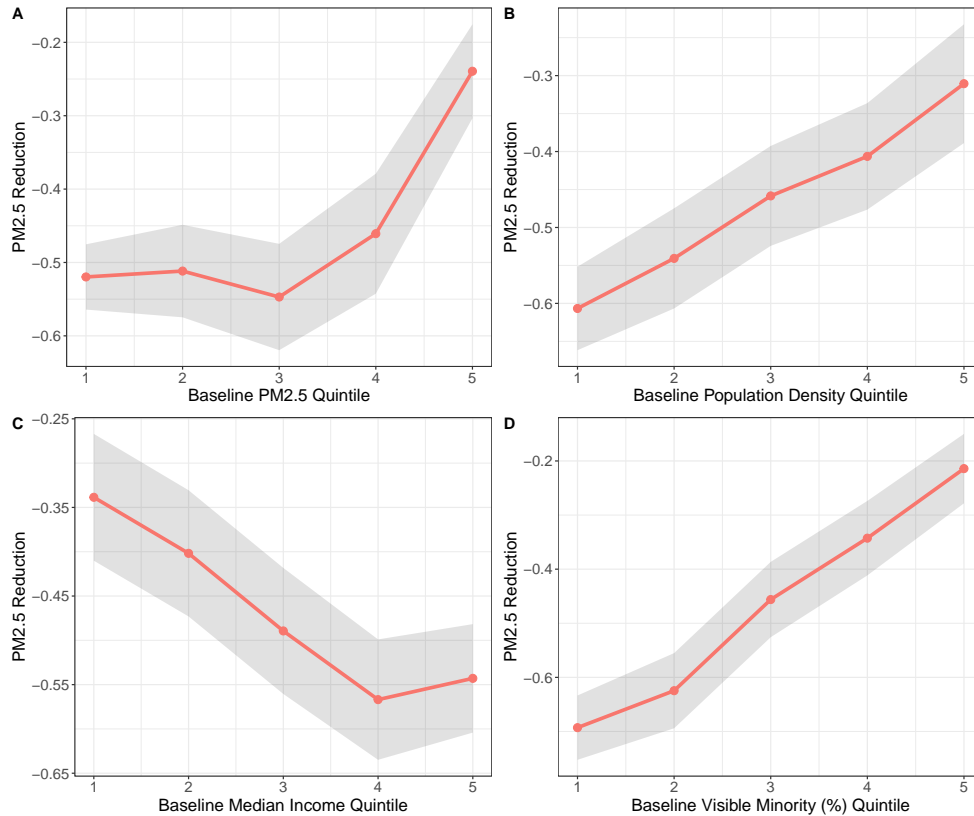 A
PM2.5 Reduction
−0.2
−0.3
−0.4
−0.5
−0.6
1 2 3 4 5
Baseline PM2.5 Quintile
B
PM2.5 Reduction
−0.3
−0.4
−0.5
−0.6
1 2 3 4 5
Baseline Population Density Quintile
C
PM2.5 Reduction
−0.25
−0.35
−0.45
−0.55
−0.65
1 2 3 4 5
Baseline Median Income Quintile
D
PM2.5 Reduction
−0.2
−0.4
−0.6
1 2 3 4 5
Baseline Visible Minority (%) Quintile